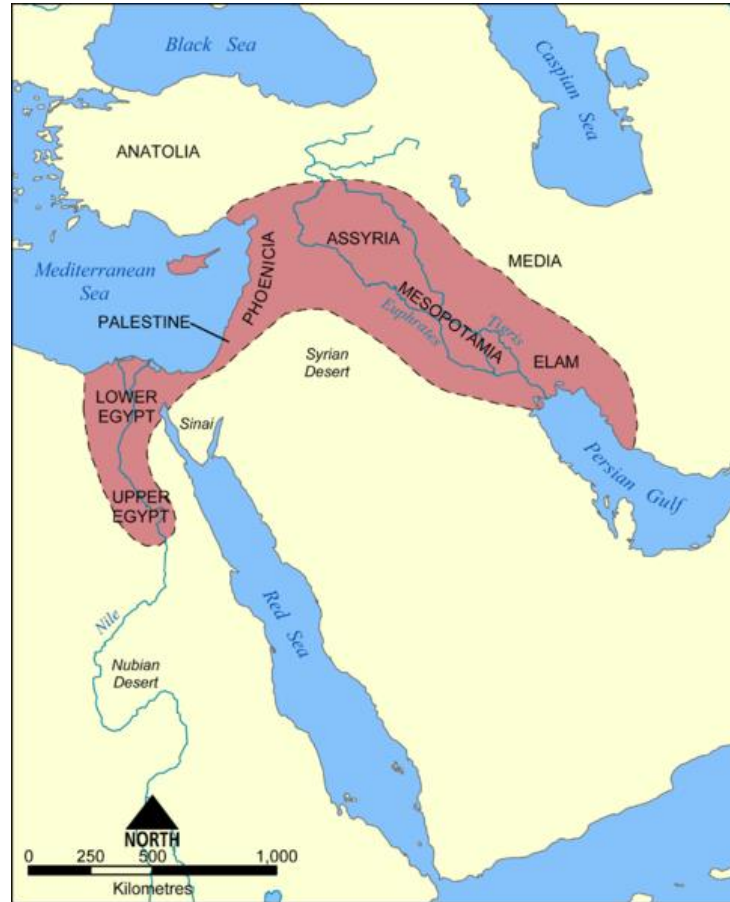 Black Sea
Caspian
Sea
ANATOLIA
ASSYRIA
MEDIA
Mediterranean
Sea
PHOENICIA
MESOPOTAMIA
Euphrates
Tigris
PALESTINE
ELAM
Syrian
Desert
LOWER
EGYPT
Sinai
Persian Gulf
UPPER
EGYPT
Red Sea
Nile
Nubian
Desert
NORTH
0 250 500 1,000
Kilometres